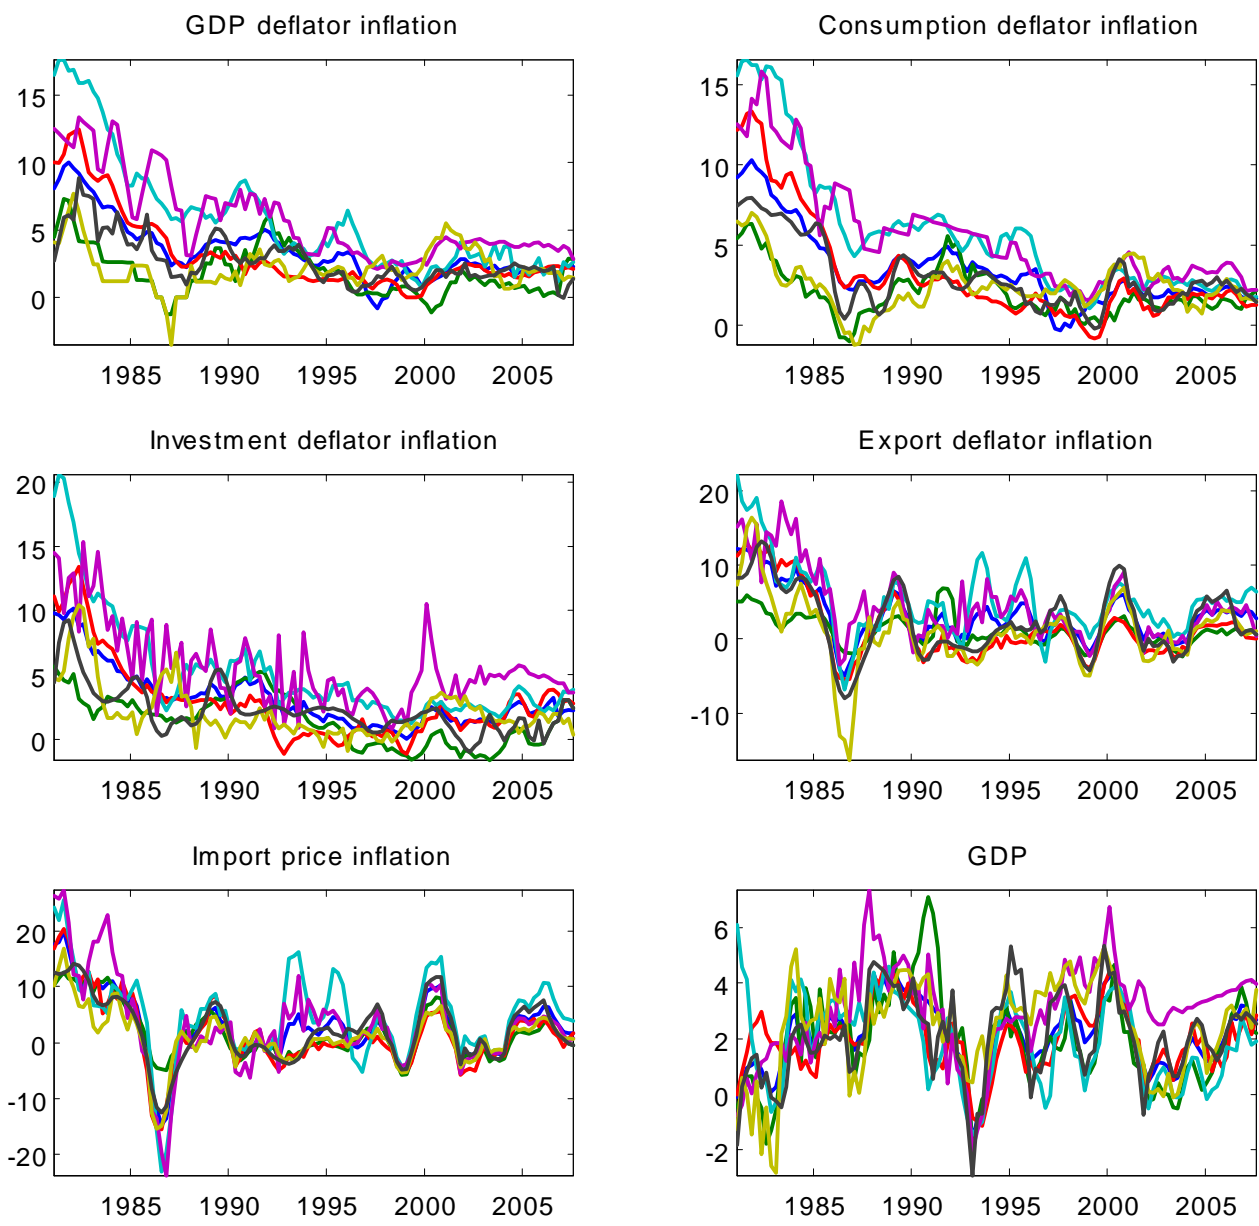 GDP deflator inflation
Consumption deflator inflation
15
10
5
0
1985 1990 1995 2000 2005
15
10
5
0
1985 1990 1995 2000 2005
Investment deflator inflation
Export deflator inflation
20
15
10
5
0
1985 1990 1995 2000 2005
20
10
0
-10
1985 1990 1995 2000 2005
Import price inflation
GDP
20
10
0
-10
-20
1985 1990 1995 2000 2005
6
4
2
0
-2
1985 1990 1995 2000 2005